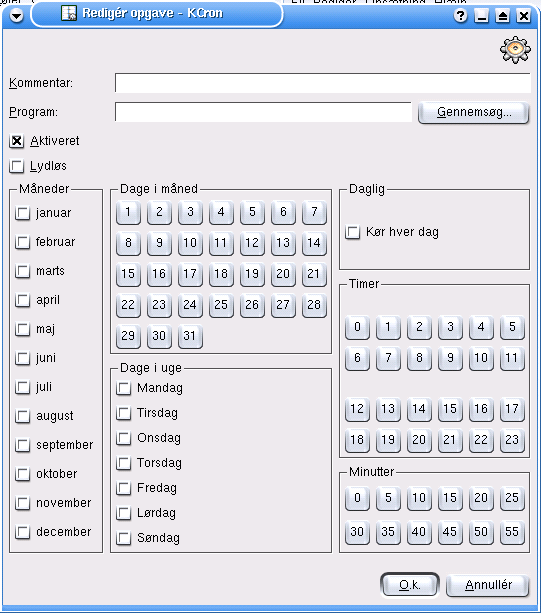 Redigér opgave - KCron
Kommentar:
Program:
Gennemsøg...
Aktiveret
Lydløs
Måneder
januar
februar
marts
april
maj
juni
juli
august
september
oktober
november
december
Dage i måned
1 2 3 4 5 6 7
8 9 10 11 12 13 14
15 16 17 18 19 20 21
22 23 24 25 26 27 28
29 30 31
Dage i uge
Mandag
Tirsdag
Onsdag
Torsdag
Fredag
Lørdag
Søndag
Daglig
Kør hver dag
Timer
0 1 2 3 4 5
6 7 8 9 10 11
12 13 14 15 16 17
18 19 20 21 22 23
Minutter
0 5 10 15 20 25
30 35 40 45 50 55
O.k. Annullér